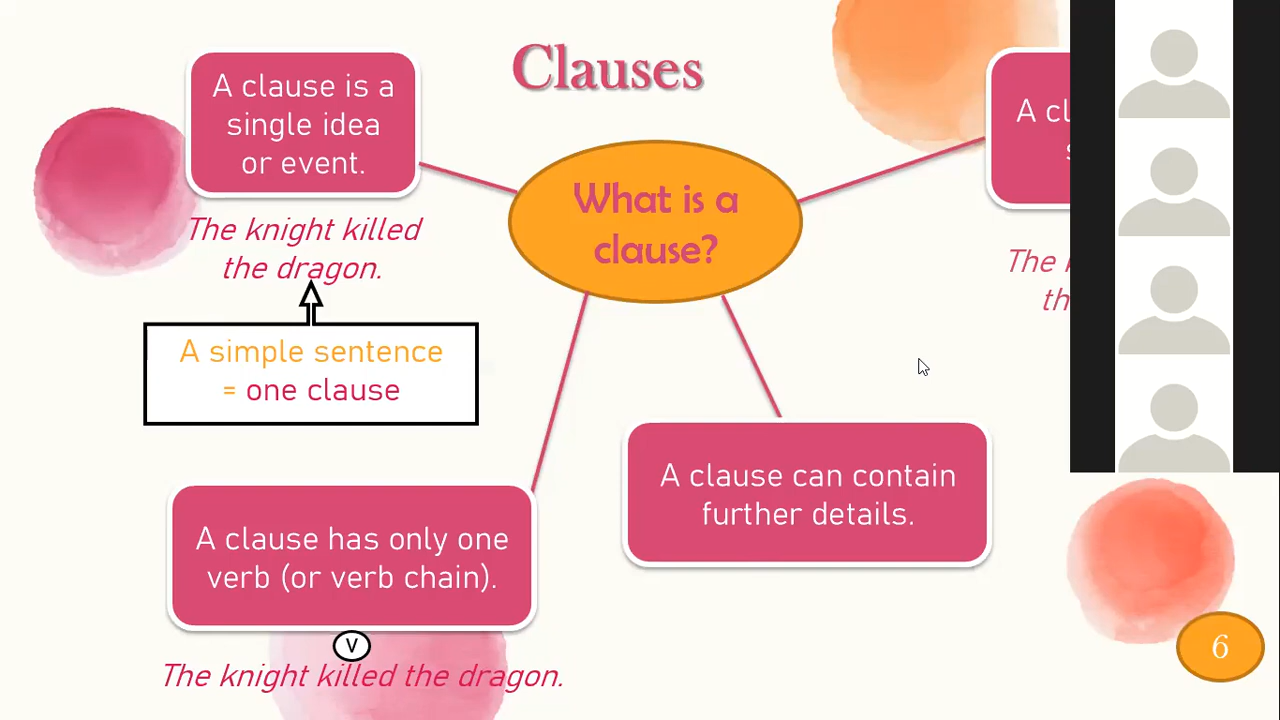 Clauses
A clause is a
single idea
or event.
The knight killed
the dragon.
A simple sentence
= one clause
What is a
clause?
A
The
A clause can contain
further details.
A clause has only one
verb (or verb chain).
V
The knight killed the dragon.
6